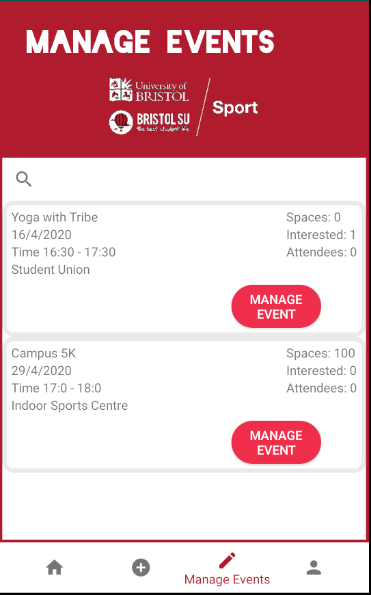 MANAGE EVENTS
University of
BRISTOL
BRISTOL SU
The best student life
Sport
Yoga with Tribe
Spaces: 0
16/4/2020
Interested: 1
Time 16:30 - 17:30
Attendees: 0
Student Union
MANAGE
EVENT
Campus 5K
Spaces: 100
29/4/2020
Interested: 0
Time 17:0 - 18:0
Attendees: 0
Indoor Sports Centre
MANAGE
EVENT
Manage Events